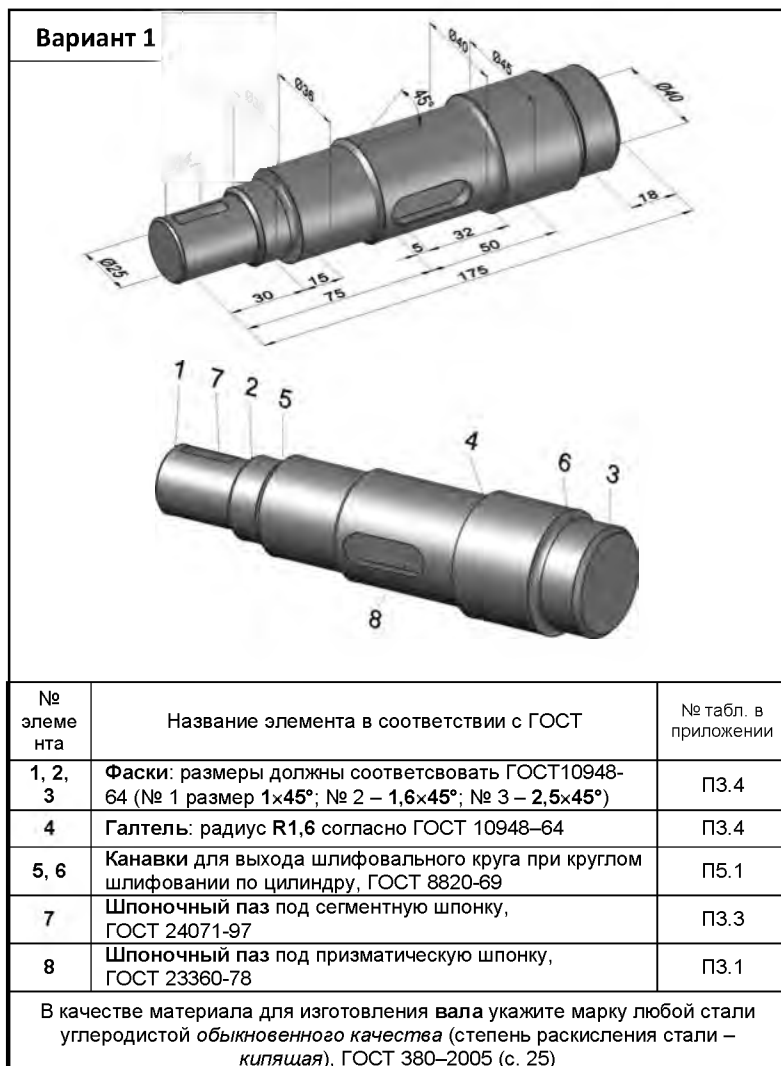 Вариант 1
Ø36
45°
Ø40
Ø45
Ø40
Ø25
30
15
75
5
32
50
175
18
1 7 2 5
4
6 3
8
№ элеме нта
Название элемента в соответствии с ГОСТ
№ табл. в приложении
1, 2, 3
Фаски: размеры должны соответсвовать ГОСТ10948-
64 (№ 1 размер 1×45°; № 2 – 1,6×45°; № 3 – 2,5×45°)
П3.4
4
Галтель: радиус R1,6 согласно ГОСТ 10948–64
П3.4
5, 6
Канавки для выхода шлифовального круга при круглом
шлифовании по цилиндру, ГОСТ 8820-69
П5.1
7
Шпоночный паз под сегментную шпонку,
ГОСТ 24071-97
П3.3
8
Шпоночный паз под призматическую шпонку,
ГОСТ 23360-78
П3.1
В качестве материала для изготовления вала укажите марку любой стали
углеродистой обыкновенного качества (степень раскисления стали –
кипящая), ГОСТ 380–2005 (с. 25)